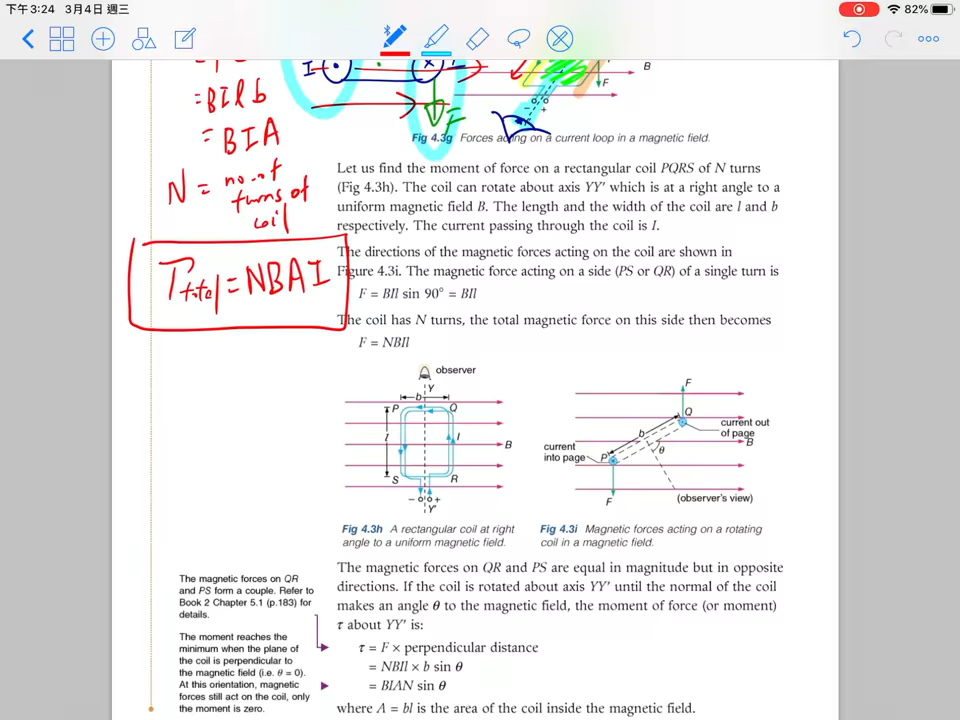 下午3:24 3月4日 週三
82%
I
B
F
F
= BIl b
= BIA
N = no. of
turns of
coil
Τtotal = NBAI
Fig 4.3g Forces acting on a current loop in a magnetic field.
Let us find the moment of force on a rectangular coil PQRS of N turns
(Fig 4.3h). The coil can rotate about axis YY' which is at a right angle to a
uniform magnetic field B. The length and the width of the coil are l and b
respectively. The current passing through the coil is I.
The directions of the magnetic forces acting on the coil are shown in
Figure 4.3i. The magnetic force acting on a side (PS or QR) of a single turn is
F = BIl sin 90° = BIl
The coil has N turns, the total magnetic force on this side then becomes
F = NBIl
observer
Y
b
P
Q
l
I
B
S
R
− +
Y'
F
Q
current out
of page
b
B
current
into page
P
θ
F
(observer's view)
Fig 4.3h A rectangular coil at right
angle to a uniform magnetic field.
Fig 4.3i Magnetic forces acting on a rotating
coil in a magnetic field.
The magnetic forces on QR and PS are equal in magnitude but in opposite
directions. If the coil is rotated about axis YY' until the normal of the coil
makes an angle θ to the magnetic field, the moment of force (or moment)
τ about YY' is:
τ = F × perpendicular distance
= NBIl × b sin θ
= BIAN sin θ
where A = bl is the area of the coil inside the magnetic field.
The magnetic forces on QR
and PS form a couple. Refer to
Book 2 Chapter 5.1 (p.183) for
details.
The moment reaches the
minimum when the plane of
the coil is perpendicular to
the magnetic field (i.e. θ = 0).
At this orientation, magnetic
forces still act on the coil, only
the moment is zero.